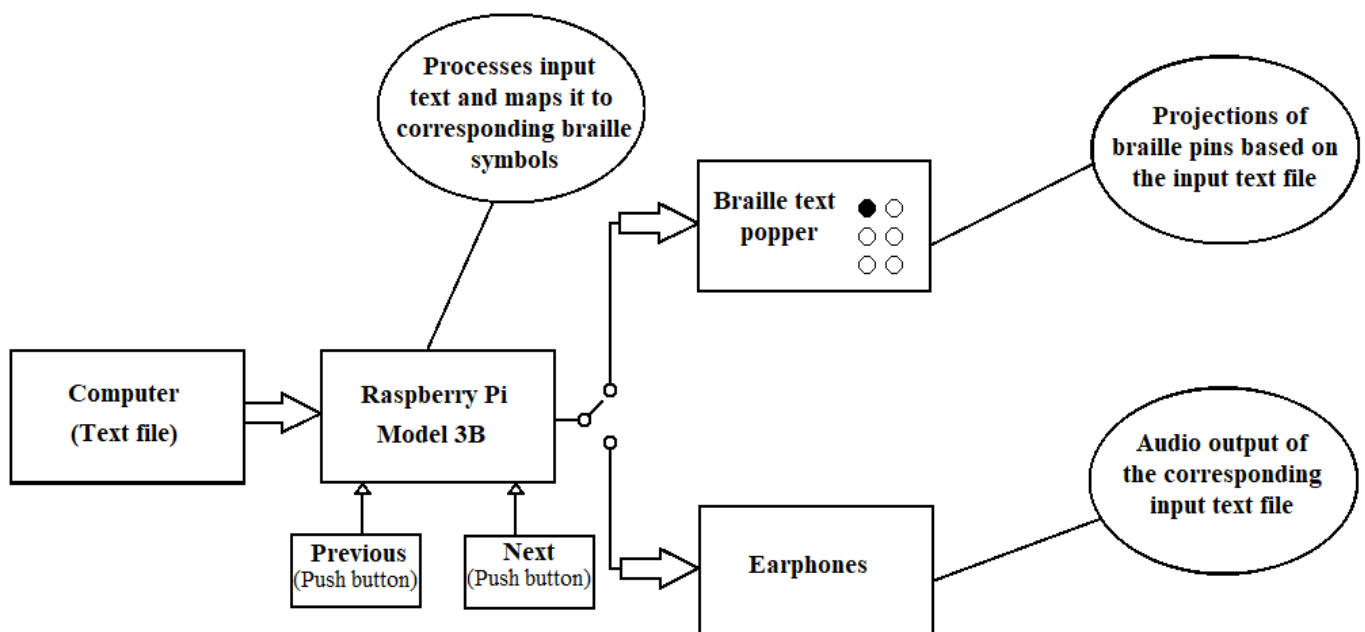 Processes input
text and maps it to
corresponding braille
symbols
Projections of
braille pins based on
the input text file
Braille text
popper
Computer
(Text file)
Raspberry Pi
Model 3B
Audio output of
the corresponding
input text file
Previous
(Push button)
Next
(Push button)
Earphones